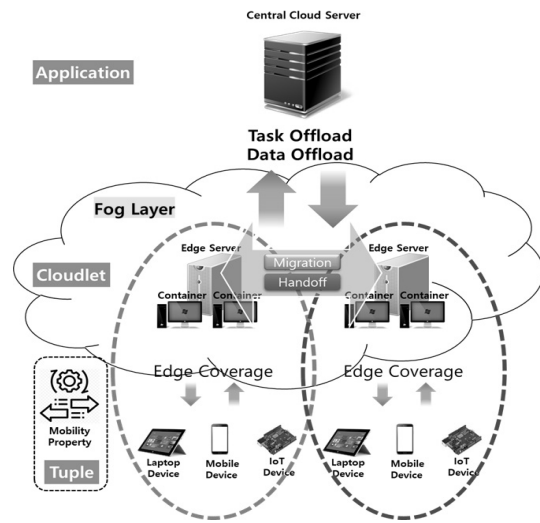 Central Cloud Server
Application
Task Offload
Data Offload
Fog Layer
Edge Server
Edge Server
Migration
Cloudlet
Handoff
Container
Container
Container
Container
Edge Coverage
Edge Coverage
Mobility
Property
Tuple
Laptop
Device
Mobile
Device
IoT
Device
Laptop
Device
Mobile
Device
IoT
Device